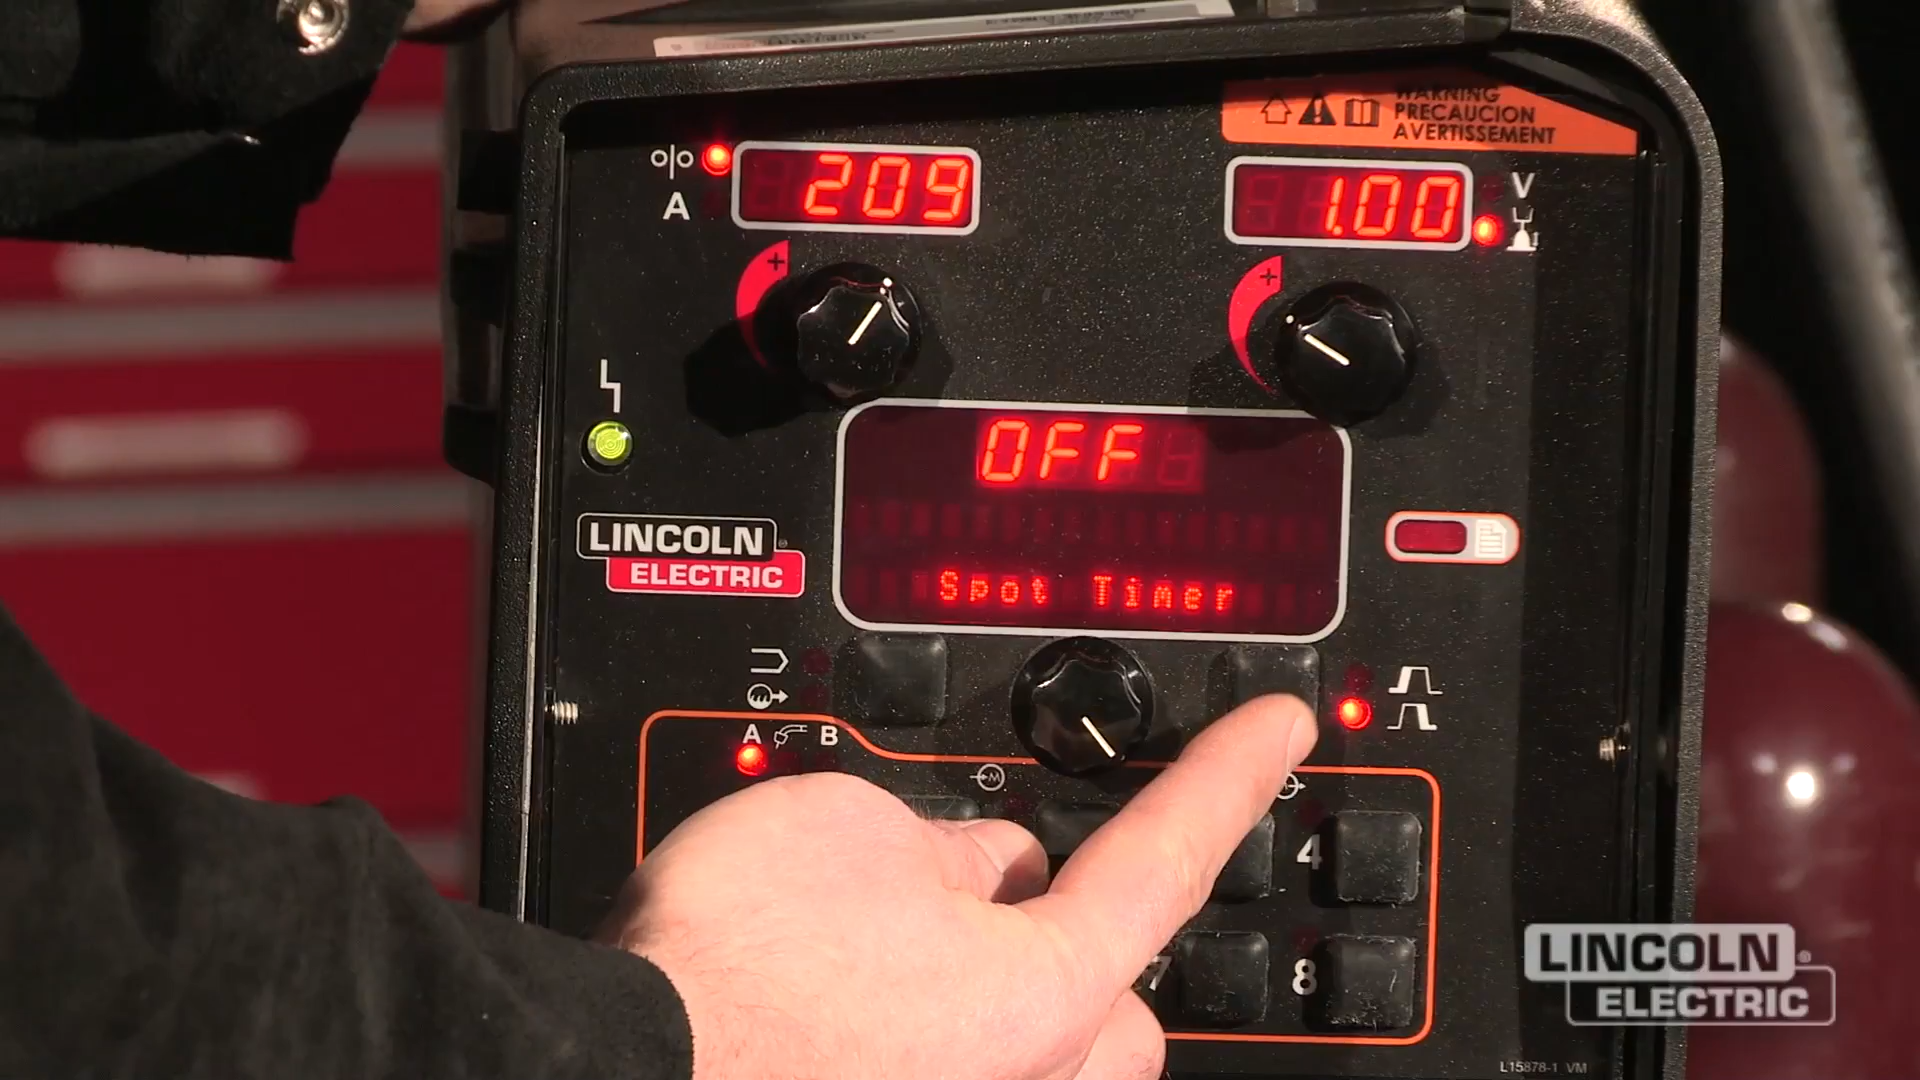 WARNING
PRECAUCION
AVERTISSEMENT
A
209
1.00
V
OFF
LINCOLN
ELECTRIC
Spot Timer
A B
M
4
7
8
LINCOLN®
ELECTRIC
L15878-1 VM